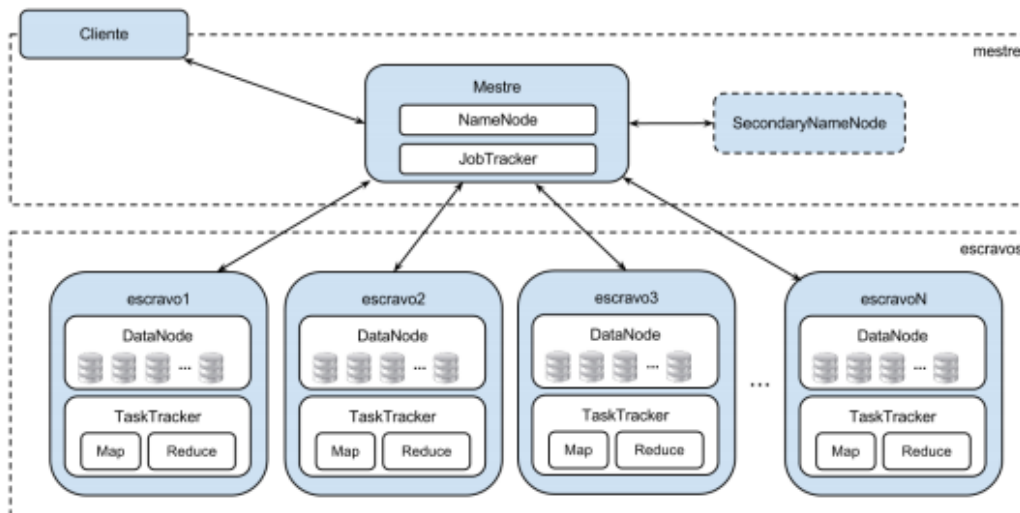 Cliente
mestre
Mestre
NameNode
JobTracker
SecondaryNameNode
escravos
escravo1
DataNode
...
TaskTracker
Map Reduce
escravo2
DataNode
...
TaskTracker
Map Reduce
escravo3
DataNode
...
TaskTracker
Map Reduce
...
escravoN
DataNode
...
TaskTracker
Map Reduce